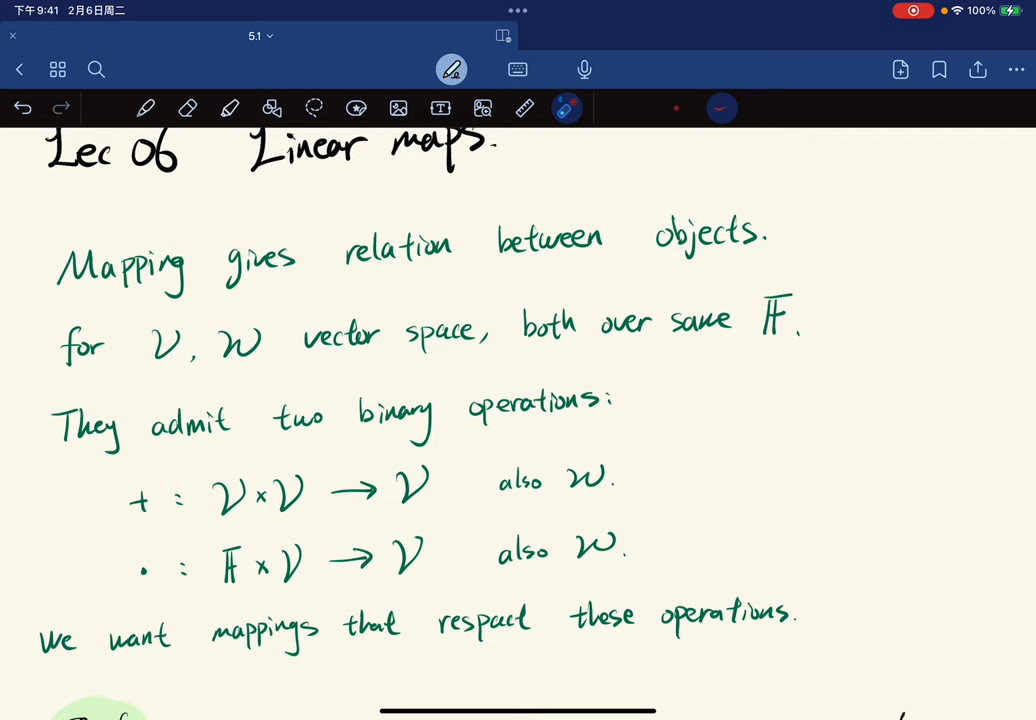 下午9:41 2月6日周二
100%
5.1
Lec 06 Linear maps.
Mapping gives relation between objects.
for V, W vector space, both over same 𝔽.
They admit two binary operations:
+ : V × V → V also W.
· : 𝔽 × V → V also W.
We want mappings that respect these operations.